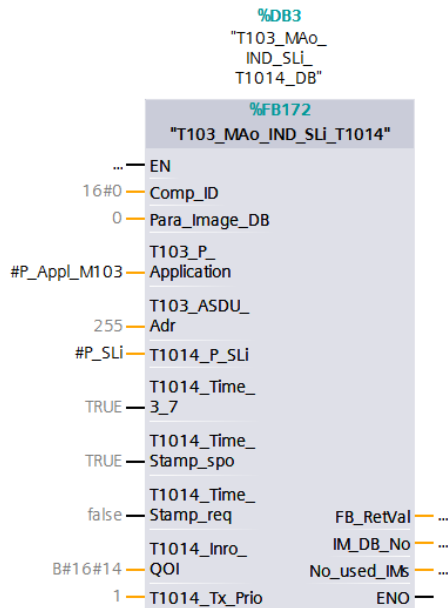 %DB3
"T103_MAo_
IND_SLi_
T1014_DB"
%FB172
"T103_MAo_IND_SLi_T1014"
... EN
16#0 Comp_ID
0 Para_Image_DB
T103_P_
#P_Appl_M103 Application
T103_ASDU_
255 Adr
#P_SLi T1014_P_SLi
T1014_Time_
TRUE 3_7
T1014_Time_
TRUE Stamp_spo
T1014_Time_
false Stamp_req
FB_RetVal ...
T1014_Inro_
IM_DB_No ...
B#16#14 QOI
No_used_IMs ...
1 T1014_Tx_Prio
ENO